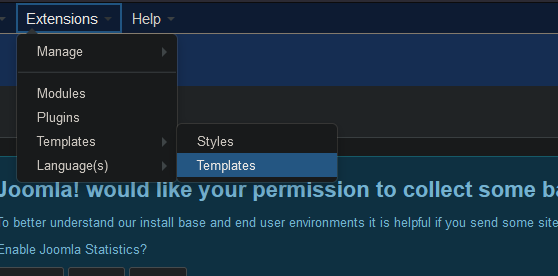 Extensions Help
Manage
Modules
Plugins
Templates Styles
Language(s) Templates
Joomla! would like your permission to collect some ba
To better understand our install base and end user environments it is helpful if you send some site
Enable Joomla Statistics?